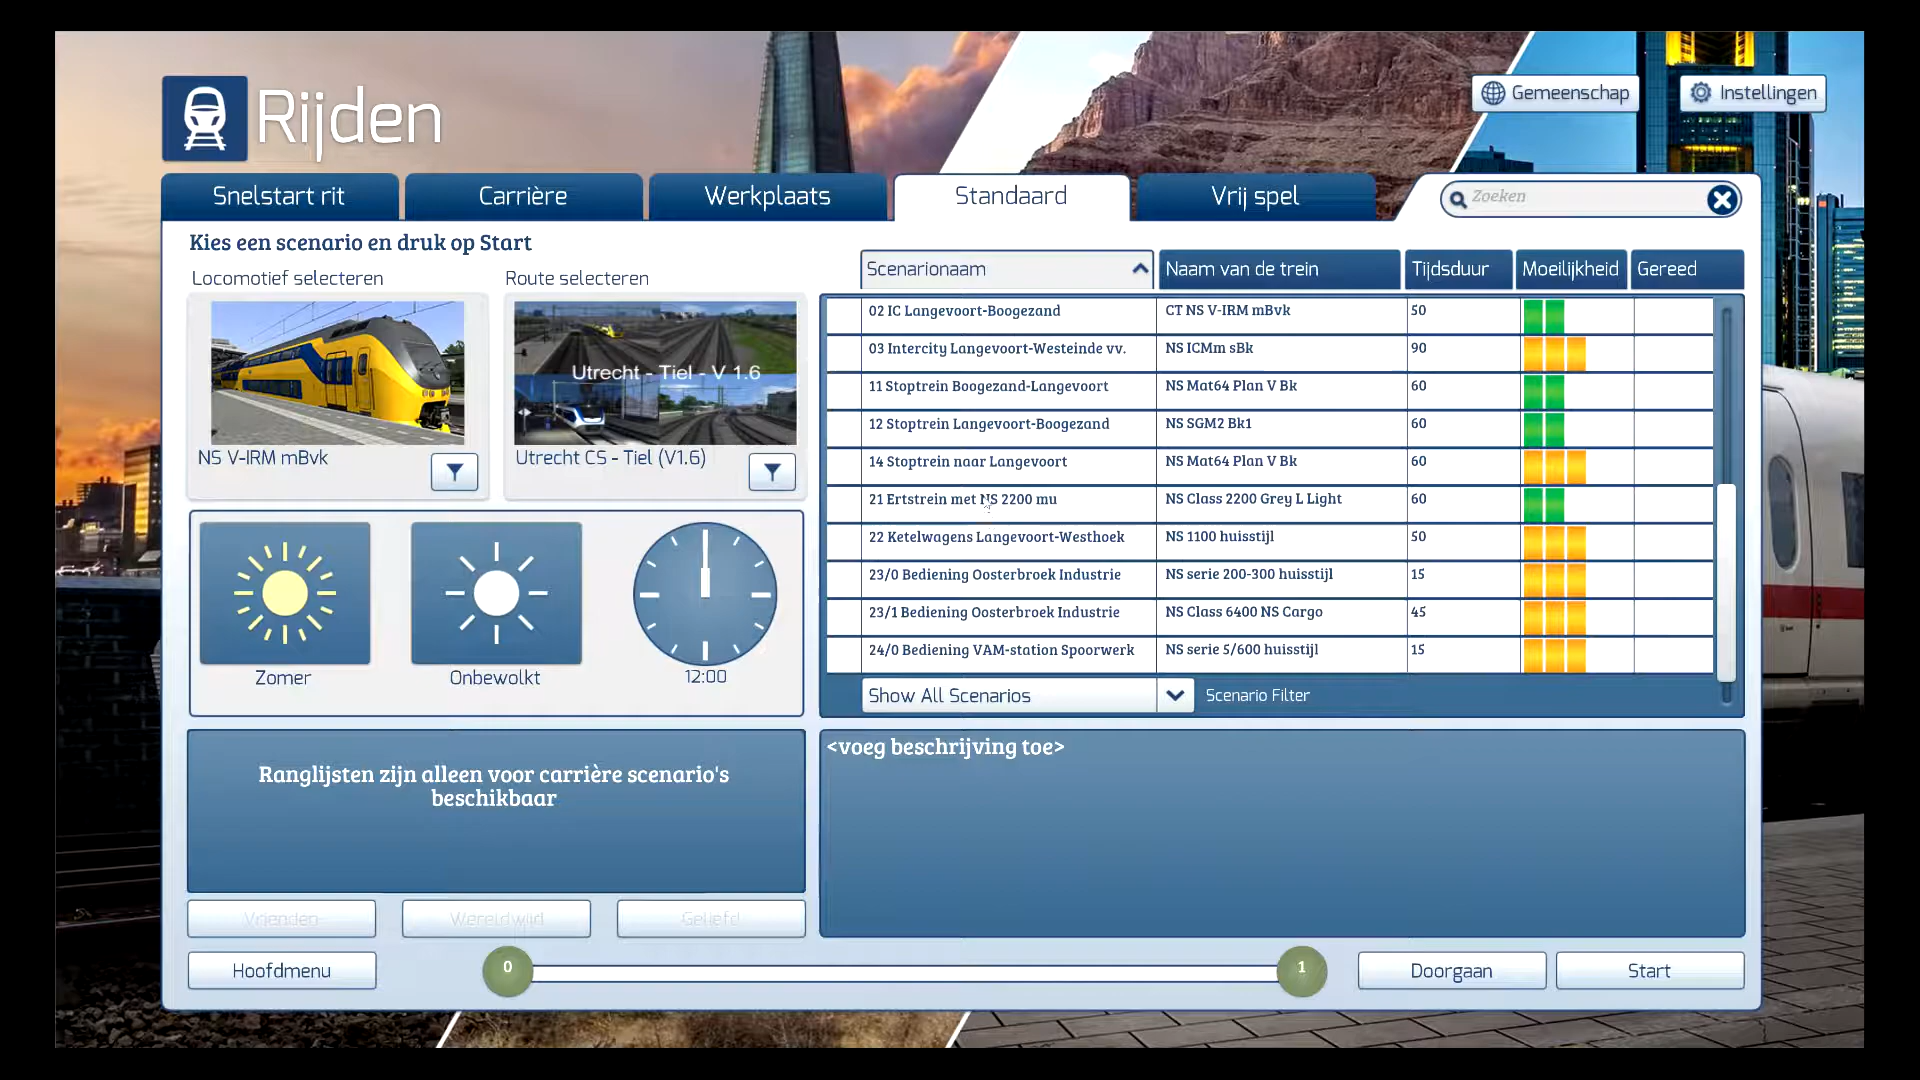 Rijden
Gemeenschap
Instellingen
Snelstart rit
Carrière
Werkplaats
Standaard
Vrij spel
Zoeken
Kies een scenario en druk op Start
Locomotief selecteren
Route selecteren
Utrecht - Tiel - V 1.6
NS V-IRM mBvk
Utrecht CS - Tiel (V1.6)
Zomer
Onbewolkt
12:00
Scenarionaam Naam van de trein Tijdsduur Moeilijkheid Gereed
02 IC Langevoort-Boogezand CT NS V-IRM mBvk 50
03 Intercity Langevoort-Westeinde vv. NS ICMm sBk 90
11 Stoptrein Boogezand-Langevoort NS Mat64 Plan V Bk 60
12 Stoptrein Langevoort-Boogezand NS SGM2 Bk1 60
14 Stoptrein naar Langevoort NS Mat64 Plan V Bk 60
21 Ertstrein met NS 2200 mu NS Class 2200 Grey L Light 60
22 Ketelwagens Langevoort-Westhoek NS 1100 huisstijl 50
23/0 Bediening Oosterbroek Industrie NS serie 200-300 huisstijl 15
23/1 Bediening Oosterbroek Industrie NS Class 6400 NS Cargo 45
24/0 Bediening VAM-station Spoorwerk NS serie 5/600 huisstijl 15
Show All Scenarios
Scenario Filter
Ranglijsten zijn alleen voor carrière scenario's
beschikbaar
<voeg beschrijving toe>
Vrienden
Wereldwijd
Geliefd
Hoofdmenu
0
1
Doorgaan
Start